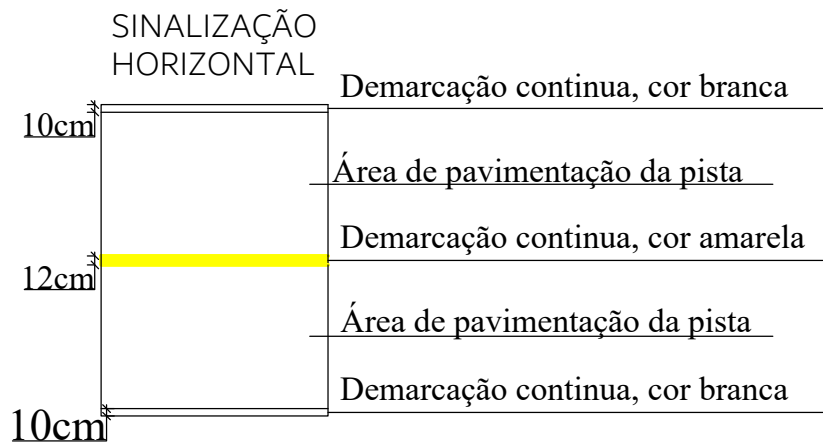 SINALIZAÇÃO
HORIZONTAL
Demarcação continua, cor branca
10cm
Área de pavimentação da pista
Demarcação continua, cor amarela
12cm
Área de pavimentação da pista
Demarcação continua, cor branca
10cm